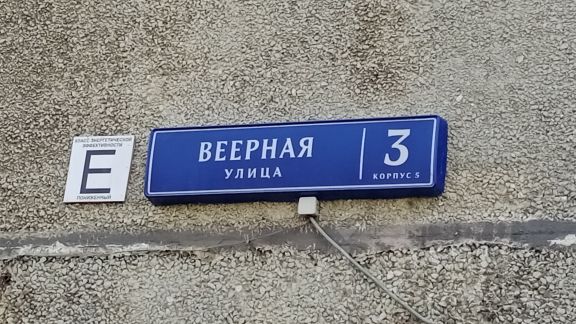 КЛАСС ЭНЕРГЕТИЧЕСКОЙ
ЭФФЕКТИВНОСТИ
E
ПОНИЖЕННЫЙ
ВЕЕРНАЯ
УЛИЦА
3
КОРПУС 5